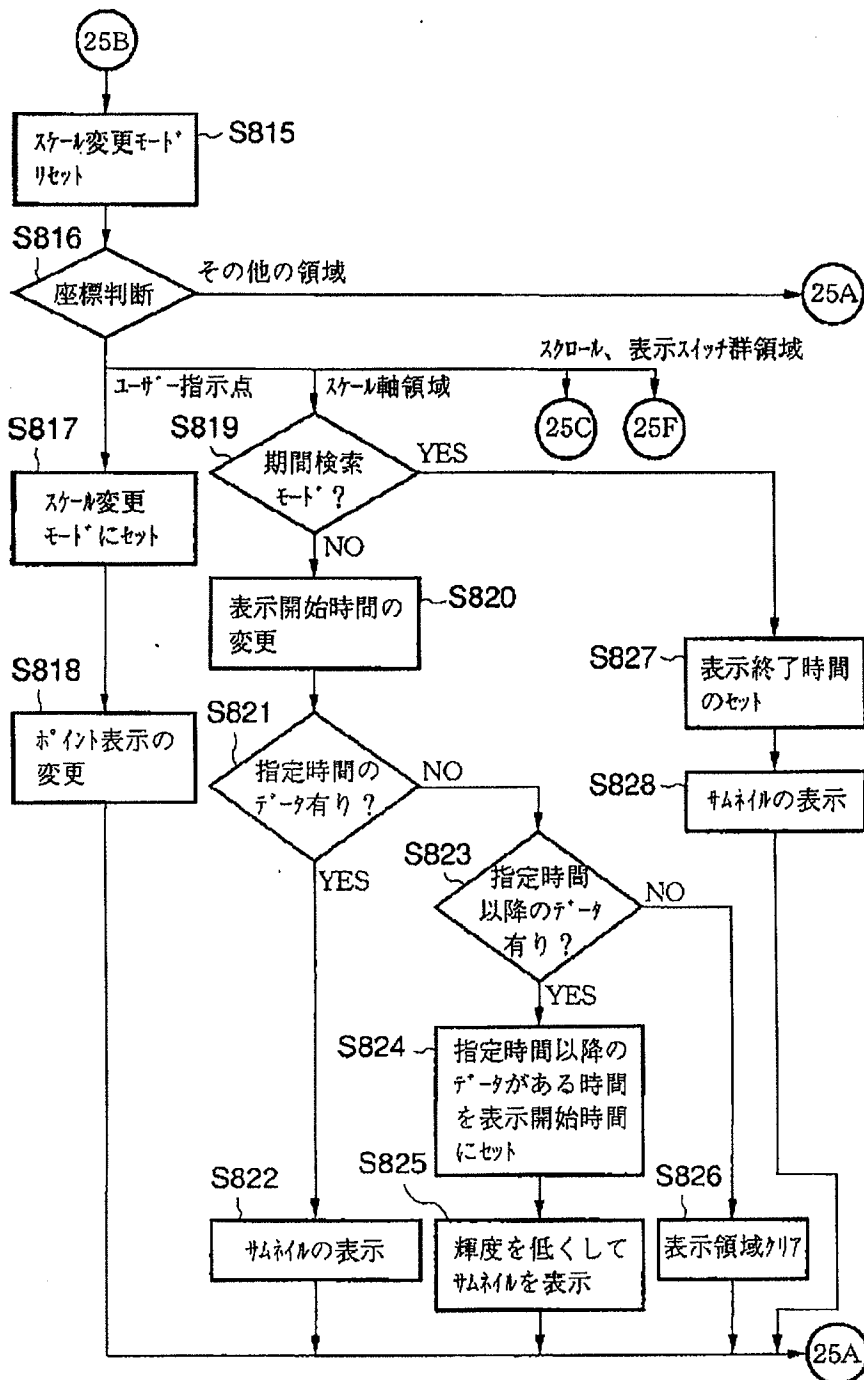 25B
スケール変更モード
リセット
S815
S816
座標判断
その他の領域
25A
ユーザー指示点
スケール軸領域
スクロール、表示スイッチ群領域
25C
25F
S817
スケール変更
モードにセット
S819
期間検索
モード?
YES
NO
表示開始時間の
変更
S820
S818
ポイント表示の
変更
S821
指定時間の
データ有り?
NO
YES
S827
表示終了時間
のセット
S828
サムネイルの表示
S823
指定時間
以降のデータ
有り?
NO
YES
S824
指定時間以降の
データがある時間
を表示開始時間
にセット
S822
サムネイルの表示
S825
輝度を低くして
サムネイルを表示
S826
表示領域クリア
25A